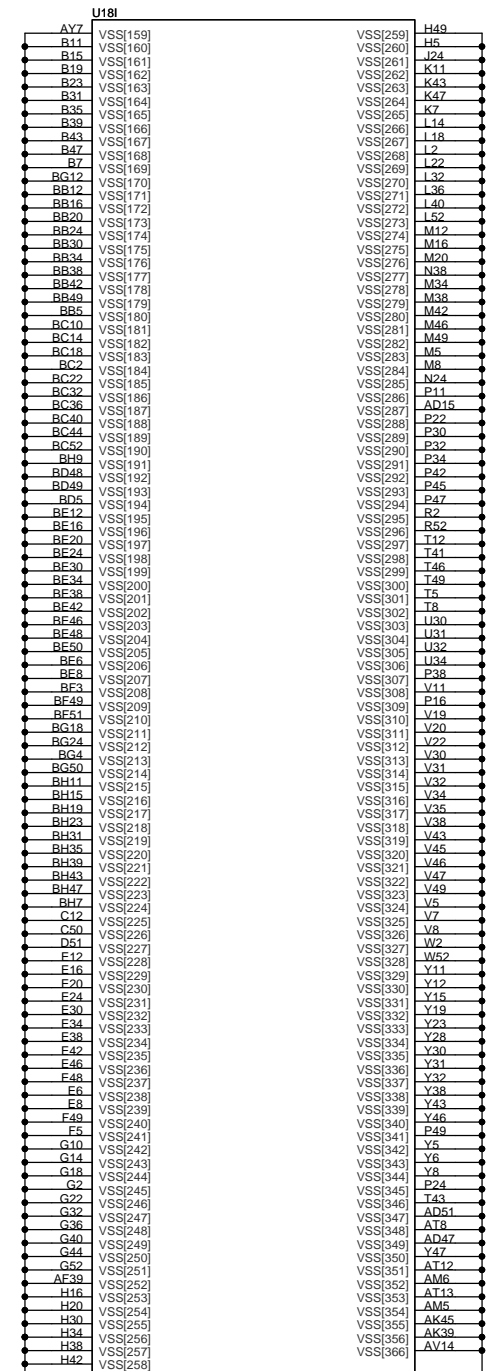 U18I
AY7 VSS[159] VSS[259] H49
B11 VSS[160] VSS[260] H5
B15 VSS[161] VSS[261] J24
B19 VSS[162] VSS[262] K11
B23 VSS[163] VSS[263] K43
B31 VSS[164] VSS[264] K47
B35 VSS[165] VSS[265] K7
B39 VSS[166] VSS[266] L14
B43 VSS[167] VSS[267] L18
B47 VSS[168] VSS[268] L2
B7 VSS[169] VSS[269] L22
BG12 VSS[170] VSS[270] L32
BB12 VSS[171] VSS[271] L36
BB16 VSS[172] VSS[272] L40
BB20 VSS[173] VSS[273] L52
BB24 VSS[174] VSS[274] M12
BB30 VSS[175] VSS[275] M16
BB34 VSS[176] VSS[276] M20
BB38 VSS[177] VSS[277] N38
BB42 VSS[178] VSS[278] M34
BB49 VSS[179] VSS[279] M38
BB5 VSS[180] VSS[280] M42
BC10 VSS[181] VSS[281] M46
BC14 VSS[182] VSS[282] M49
BC18 VSS[183] VSS[283] M5
BC2 VSS[184] VSS[284] M8
BC22 VSS[185] VSS[285] N24
BC32 VSS[186] VSS[286] P11
BC36 VSS[187] VSS[287] AD15
BC40 VSS[188] VSS[288] P22
BC44 VSS[189] VSS[289] P30
BC52 VSS[190] VSS[290] P32
BH9 VSS[191] VSS[291] P34
BD48 VSS[192] VSS[292] P42
BD49 VSS[193] VSS[293] P45
BD5 VSS[194] VSS[294] P47
BE12 VSS[195] VSS[295] R2
BE16 VSS[196] VSS[296] R52
BE20 VSS[197] VSS[297] T12
BE24 VSS[198] VSS[298] T41
BE30 VSS[199] VSS[299] T46
BE34 VSS[200] VSS[300] T49
BE38 VSS[201] VSS[301] T5
BE42 VSS[202] VSS[302] T8
BE46 VSS[203] VSS[303] U30
BE48 VSS[204] VSS[304] U31
BE50 VSS[205] VSS[305] U32
BE6 VSS[206] VSS[306] U34
BE8 VSS[207] VSS[307] P38
BF3 VSS[208] VSS[308] V11
BF49 VSS[209] VSS[309] P16
BF51 VSS[210] VSS[310] V19
BG18 VSS[211] VSS[311] V20
BG24 VSS[212] VSS[312] V22
BG4 VSS[213] VSS[313] V30
BG50 VSS[214] VSS[314] V31
BH11 VSS[215] VSS[315] V32
BH15 VSS[216] VSS[316] V34
BH19 VSS[217] VSS[317] V35
BH23 VSS[218] VSS[318] V38
BH31 VSS[219] VSS[319] V43
BH35 VSS[220] VSS[320] V45
BH39 VSS[221] VSS[321] V46
BH43 VSS[222] VSS[322] V47
BH47 VSS[223] VSS[323] V49
BH7 VSS[224] VSS[324] V5
C12 VSS[225] VSS[325] V7
C50 VSS[226] VSS[326] V8
D51 VSS[227] VSS[327] W2
E12 VSS[228] VSS[328] W52
E16 VSS[229] VSS[329] Y11
E20 VSS[230] VSS[330] Y12
E24 VSS[231] VSS[331] Y15
E30 VSS[232] VSS[332] Y19
E34 VSS[233] VSS[333] Y23
E38 VSS[234] VSS[334] Y28
E42 VSS[235] VSS[335] Y30
E46 VSS[236] VSS[336] Y31
E48 VSS[237] VSS[337] Y32
E6 VSS[238] VSS[338] Y38
E8 VSS[239] VSS[339] Y43
F49 VSS[240] VSS[340] Y46
F5 VSS[241] VSS[341] P49
G10 VSS[242] VSS[342] Y5
G14 VSS[243] VSS[343] Y6
G18 VSS[244] VSS[344] Y8
G2 VSS[245] VSS[345] P24
G22 VSS[246] VSS[346] T43
G32 VSS[247] VSS[347] AD51
G36 VSS[248] VSS[348] AT8
G40 VSS[249] VSS[349] AD47
G44 VSS[250] VSS[350] Y47
G52 VSS[251] VSS[351] AT12
AF39 VSS[252] VSS[352] AM6
H16 VSS[253] VSS[353] AT13
H20 VSS[254] VSS[354] AM5
H30 VSS[255] VSS[355] AK45
H34 VSS[256] VSS[356] AK39
H38 VSS[257] VSS[366] AV14
H42 VSS[258]